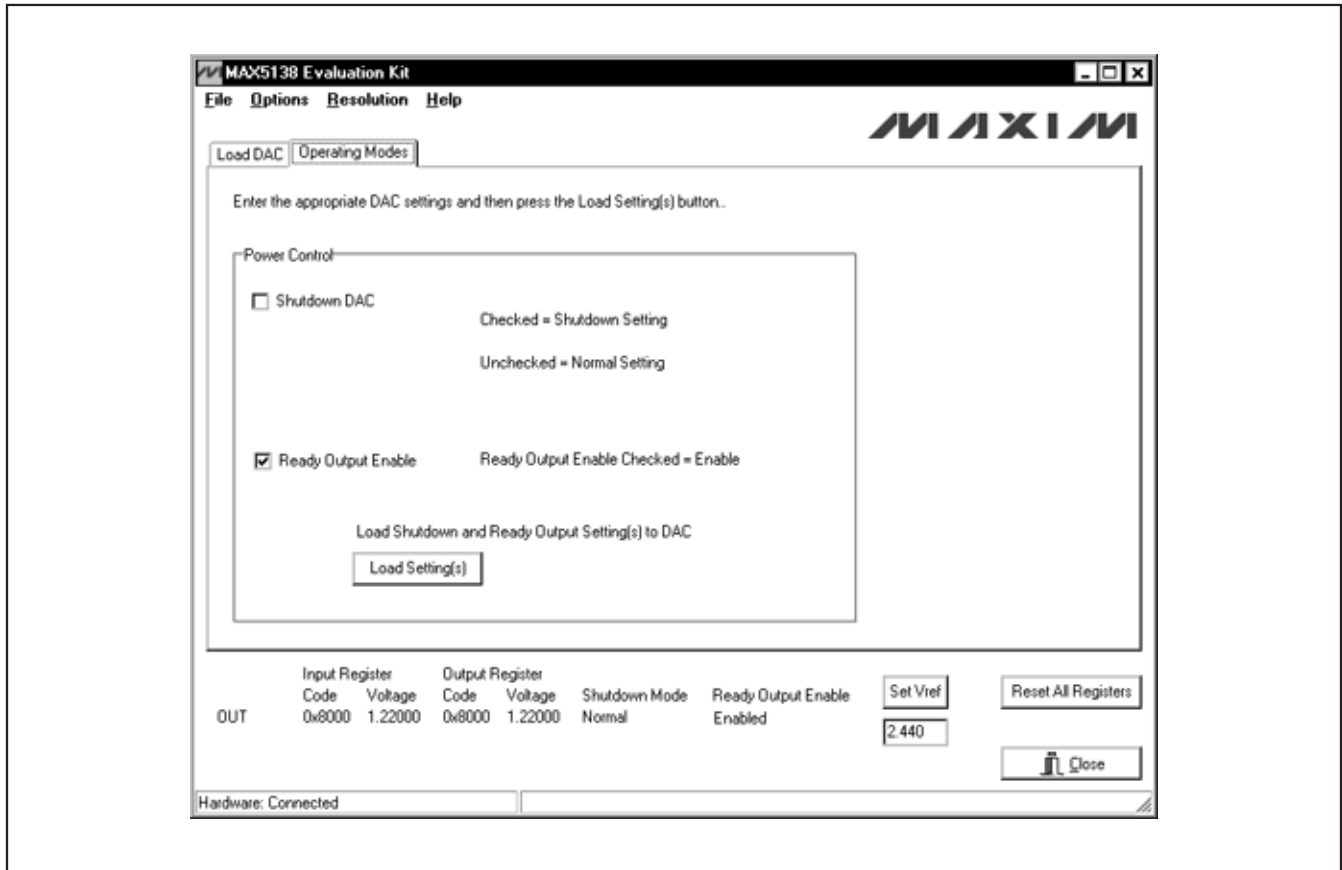 MAX5138 Evaluation Kit
File Options Resolution Help
MAXIM
Load DAC Operating Modes
Enter the appropriate DAC settings and then press the Load Setting(s) button..
Power Control
Shutdown DAC
Checked = Shutdown Setting
Unchecked = Normal Setting
Ready Output Enable Ready Output Enable Checked = Enable
Load Shutdown and Ready Output Setting(s) to DAC
Load Setting(s)
Input Register Output Register
Code Voltage Code Voltage Shutdown Mode Ready Output Enable Set Vref Reset All Registers
OUT 0x8000 1.22000 0x8000 1.22000 Normal Enabled
2.440
Close
Hardware: Connected